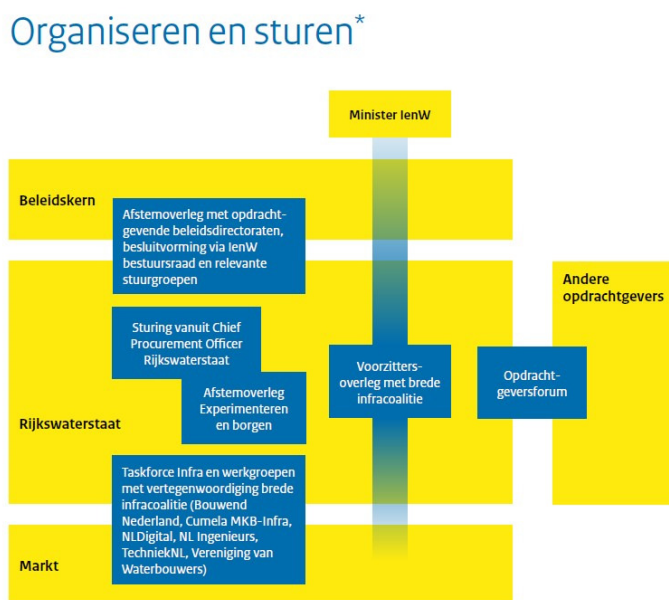 Organiseren en sturen*
Minister IenW
Beleidskern
Afstemoverleg met opdracht-
gevende beleidsdirectoraten,
besluitvorming via IenW
bestuursraad en relevante
stuurgroepen
Andere
opdrachtgevers
Sturing vanuit Chief
Procurement Officer
Rijkswaterstaat
Voorzitters-
overleg met brede
infracoalitie
Opdracht-
geversforum
Afstemoverleg
Experimenteren
en borgen
Rijkswaterstaat
Taskforce Infra en werkgroepen
met vertegenwoordiging brede
infracoalitie (Bouwend
Nederland, Cumela MKB-Infra,
NLDigital, NL Ingenieurs,
TechniekNL, Vereniging van
Waterbouwers)
Markt